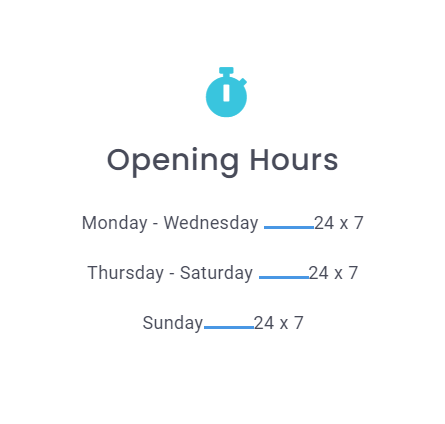 Opening Hours
Monday - Wednesday 24 x 7
Thursday - Saturday 24 x 7
Sunday 24 x 7